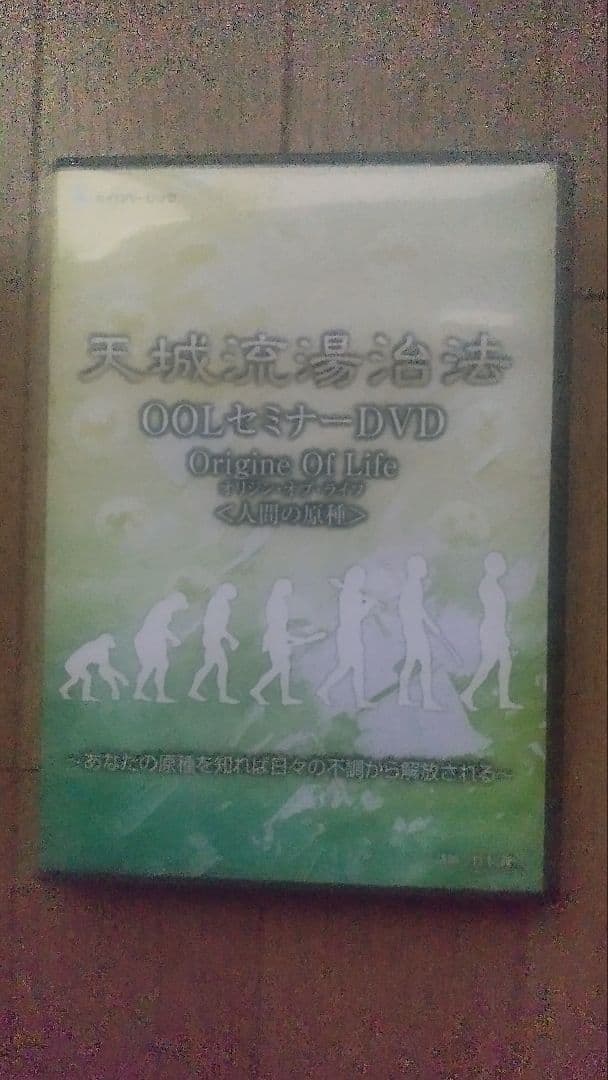 天城流湯治法
OOLセミナーDVD
Origine Of Life
オリジン・オブ・ライフ
<人間の原種>
～あなたの原種を知れば日々の不調から解放される～